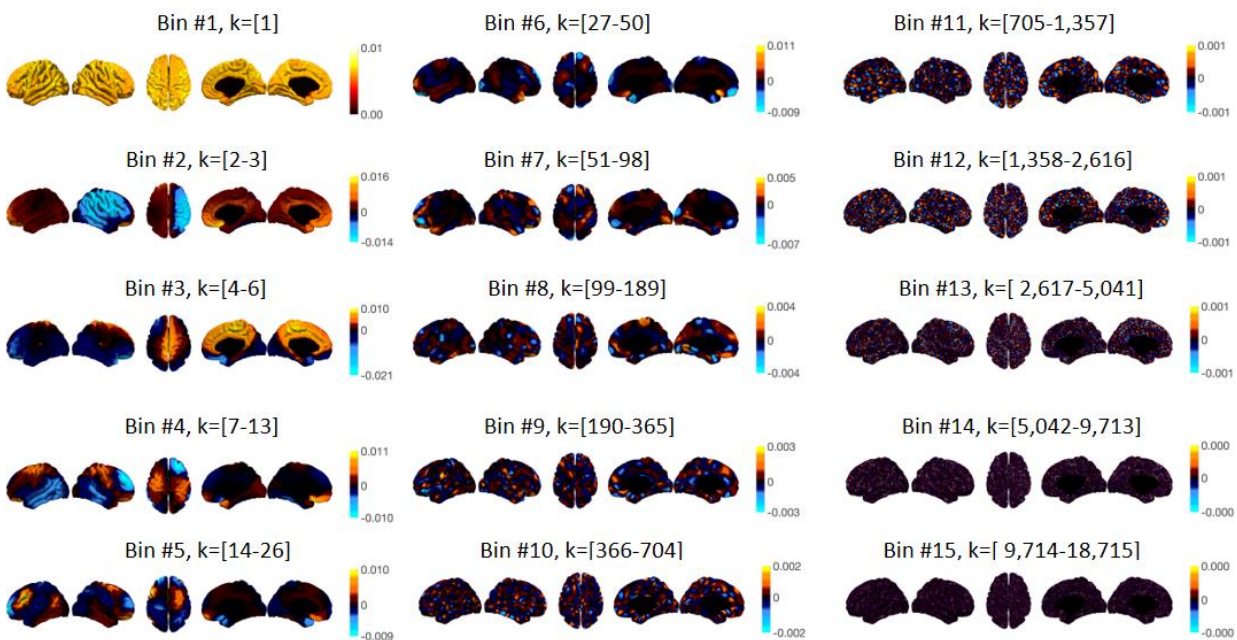 Bin #1, k=[1]
0.01
0.00
Bin #2, k=[2-3]
0.016
0
-0.014
Bin #3, k=[4-6]
0.010
0
-0.021
Bin #4, k=[7-13]
0.011
0
-0.010
Bin #5, k=[14-26]
0.010
0
-0.009
Bin #6, k=[27-50]
0.011
0
-0.009
Bin #7, k=[51-98]
0.005
0
-0.007
Bin #8, k=[99-189]
0.004
0
-0.004
Bin #9, k=[190-365]
0.003
0
-0.003
Bin #10, k=[366-704]
0.002
0
-0.002
Bin #11, k=[705-1,357]
0.001
0
-0.001
Bin #12, k=[1,358-2,616]
0.001
0
-0.001
Bin #13, k=[ 2,617-5,041]
0.001
0
-0.001
Bin #14, k=[5,042-9,713]
0.000
0
-0.000
Bin #15, k=[ 9,714-18,715]
0.000
0
-0.000